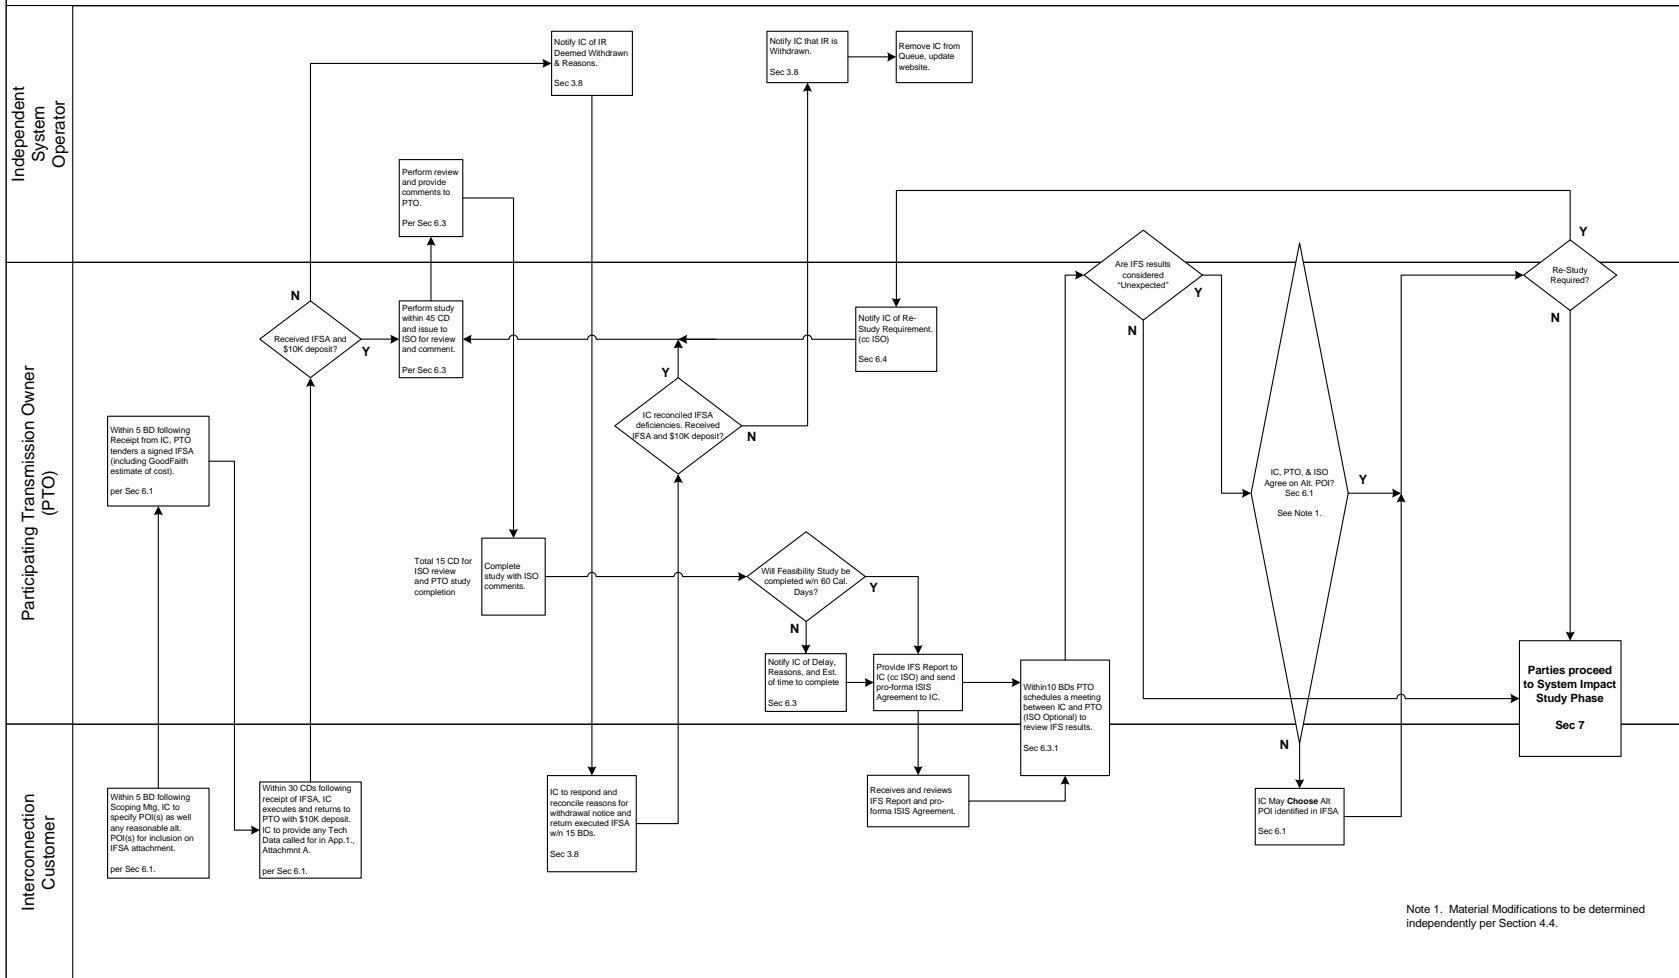 Independent
System
Operator
Notify IC of IR
Deemed Withdrawn
& Reasons.
Sec 3.8
Notify IC that IR is
Withdrawn.
Sec 3.8
Remove IC from
Queue, update
website.
Perform review
and provide
comments to
PTO.
Per Sec 6.3
Participating Transmission Owner
(PTO)
N
Received IFSA and
$10K deposit?
Y
Perform study
within 45 CD
and issue to
ISO for review
and comment.
Per Sec 6.3
Notify IC of Re-
Study Requirement.
(cc ISO)
Sec 6.4
Are IFS results
considered
“Unexpected”
Y
N
Y
Re-Study
Required?
N
Y
IC reconciled IFSA
deficiencies. Received
IFSA and $10K deposit?
N
Within 5 BD following
Receipt from IC, PTO
tenders a signed IFSA
(including GoodFaith
estimate of cost).
per Sec 6.1
IC, PTO, & ISO
Agree on Alt. POI?
Sec 6.1
See Note 1.
Y
N
Total 15 CD for
ISO review
and PTO study
completion
Complete
study with ISO
comments.
Will Feasibility Study be
completed w/n 60 Cal.
Days?
Y
N
Notify IC of Delay,
Reasons, and Est.
of time to complete
Sec 6.3
Provide IFS Report to
IC (cc ISO) and send
pro-forma ISIS
Agreement to IC.
Within10 BDs PTO
schedules a meeting
between IC and PTO
(ISO Optional) to
review IFS results.
Sec 6.3.1
Parties proceed
to System Impact
Study Phase
Sec 7
Interconnection
Customer
Within 5 BD following
Scoping Mtg, IC to
specify POI(s) as well
any reasonable alt.
POI(s) for inclusion on
IFSA attachment.
per Sec 6.1.
Within 30 CDs following
receipt of IFSA, IC
executes and returns to
PTO with $10K deposit.
IC to provide any Tech
Data called for in App.1.,
Attachmnt A.
per Sec 6.1.
IC to respond and
reconcile reasons for
withdrawal notice and
return executed IFSA
w/n 15 BDs.
Sec 3.8
Receives and reviews
IFS Report and pro-
forma ISIS Agreement.
IC May Choose Alt
POI identified in IFSA
Sec 6.1
Note 1. Material Modifications to be determined
independently per Section 4.4.